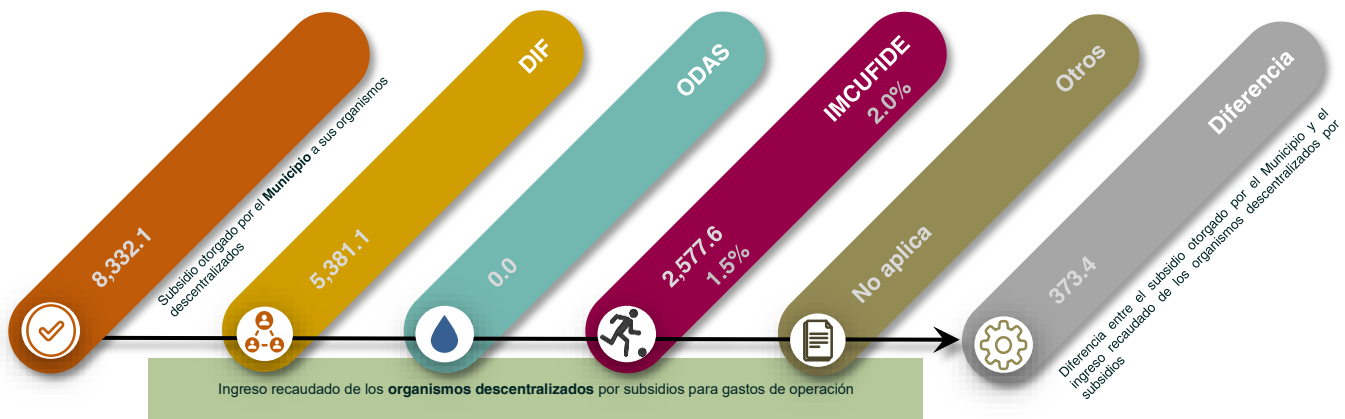 8,332.1
Subsidio otorgado por el Municipio a sus organismos
descentralizados
DIF
5,381.1
ODAS
0.0
IMCUFIDE
2.0%
2,577.6
1.5%
Otros
No aplica
Diferencia
373.4
Diferencia entre el subsidio otorgado por el Municipio y el
ingreso recaudado de los organismos descentralizados por
subsidios
Ingreso recaudado de los organismos descentralizados por subsidios para gastos de operación